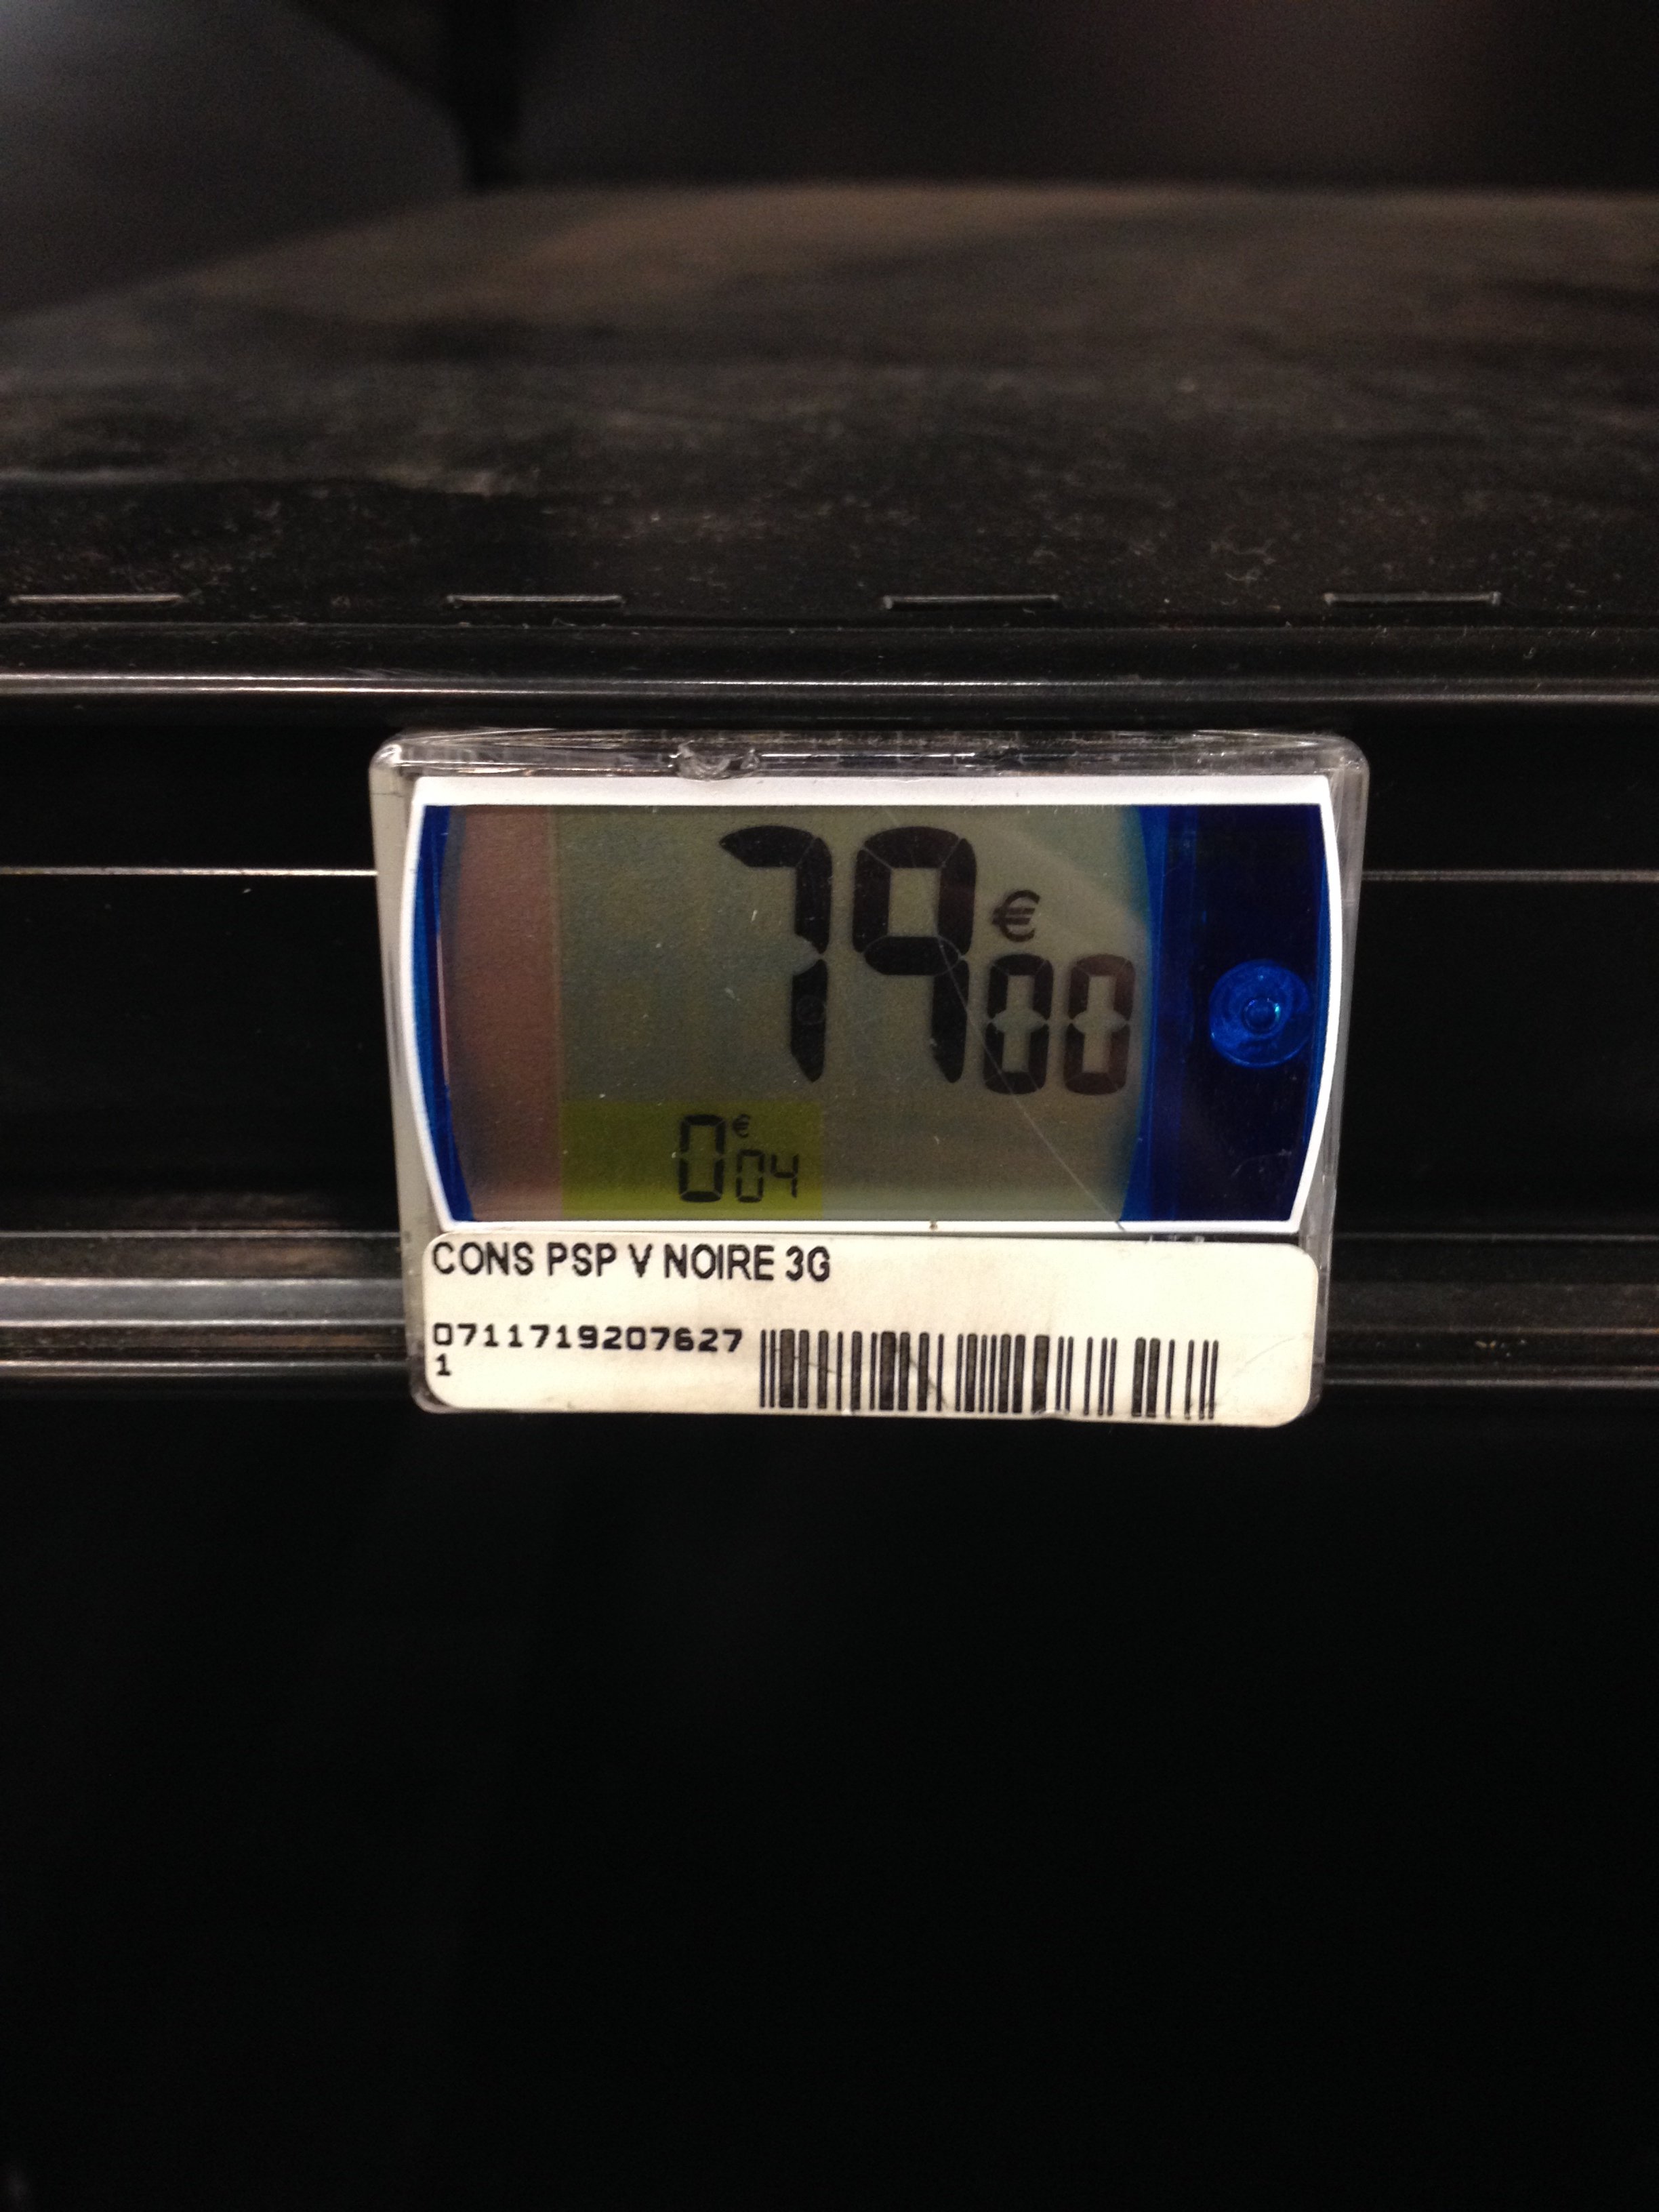 79€00
0€04
CONS PSP V NOIRE 3G
0711719207627
1